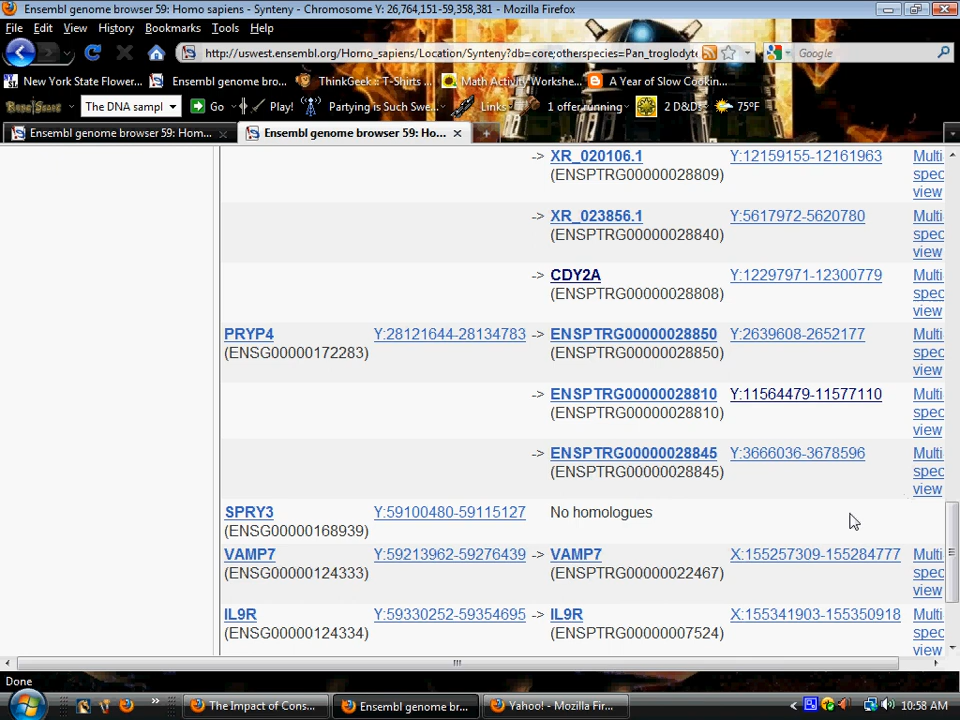 Ensembl genome browser 59: Homo sapiens - Synteny - Chromosome Y: 26,764,151-59,358,381 - Mozilla Firefox
File Edit View History Bookmarks Tools Help
http://uswest.ensembl.org/Homo_sapiens/Location/Synteny?db=core;otherspecies=Pan_troglodyt
Google
New York State Flower... Ensembl genome bro... ThinkGeek :: T-Shirts ... Math Activity Workshe... A Year of Slow Cookin...
The DNA sampl Go Play! Partying is Such Swe... Links 1 offer running 2 D&D: 75ºF
Ensembl genome browser 59: Hom... Ensembl genome browser 59: Ho...
-> XR_020106.1 Y:12159155-12161963 Multi-
(ENSPTRG00000028809) spec
view
-> XR_023856.1 Y:5617972-5620780 Multi-
(ENSPTRG00000028840) spec
view
-> CDY2A Y:12297971-12300779 Multi-
(ENSPTRG00000028808) spec
view
PRYP4 Y:28121644-28134783 -> ENSPTRG00000028850 Y:2639608-2652177 Multi-
(ENSG00000172283) (ENSPTRG00000028850) spec
view
-> ENSPTRG00000028810 Y:11564479-11577110 Multi-
(ENSPTRG00000028810) spec
view
-> ENSPTRG00000028845 Y:3666036-3678596 Multi-
(ENSPTRG00000028845) spec
view
SPRY3 Y:59100480-59115127 No homologues
(ENSG00000168939)
VAMP7 Y:59213962-59276439 -> VAMP7 X:155257309-155284777 Multi-
(ENSG00000124333) (ENSPTRG00000022467) spec
view
IL9R Y:59330252-59354695 -> IL9R X:155341903-155350918 Multi-
(ENSG00000124334) (ENSPTRG00000007524) spec
view
Done
The Impact of Cons... Ensembl genome br... Yahoo! - Mozilla Fir... 10:58 AM